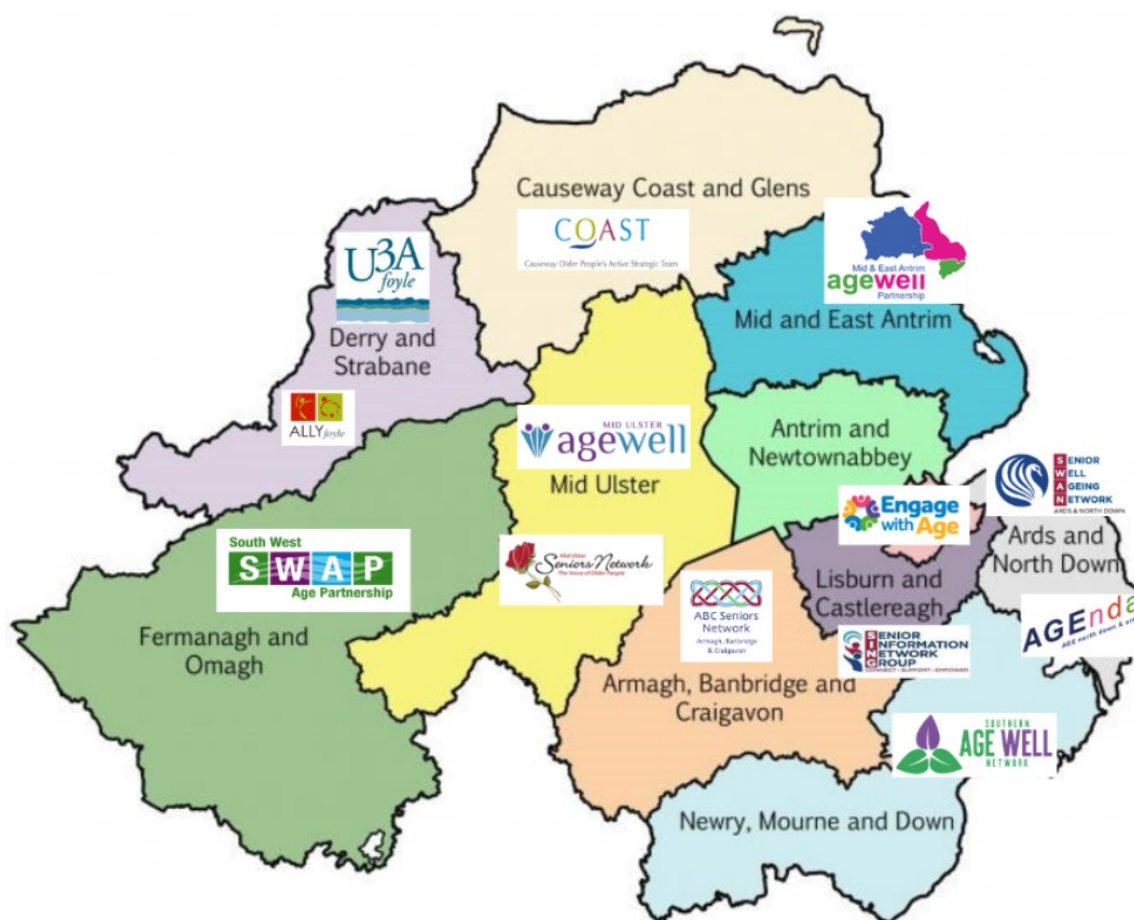 Causeway Coast and Glens
COAST
Causeway Older People's Active Strategic Team
Mid & East Antrim
agewell
Partnership
Mid and East Antrim
U3A
foyle
Derry and
Strabane
ALLY foyle
MID ULSTER
agewell
Mid Ulster
Antrim and
Newtownabbey
SENIOR
WELL
AGEING
NETWORK
SWAN
ARDS & NORTH DOWN
Engage
with Age
Ards and
North Down
South West
SWAP
Age Partnership
Mid Ulster
Seniors Network
The Voice of Older People
Lisburn and
Castlereagh
ABC Seniors
Network
Armagh, Banbridge
& Craigavon
AGEnda
AGE north down &
Fermanagh and
Omagh
SENIOR
INFORMATION
NETWORK
GROUP
SING
CONNECT - SUPPORT - EMPOWER
Armagh, Banbridge and
Craigavon
SOUTHERN
AGE WELL
NETWORK
Newry, Mourne and Down